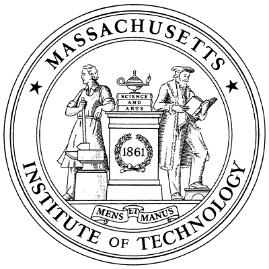 MASSACHUSETTS
SCIENCE
AND
ARTS
1861
MENS ET MANUS
INSTITUTE OF TECHNOLOGY